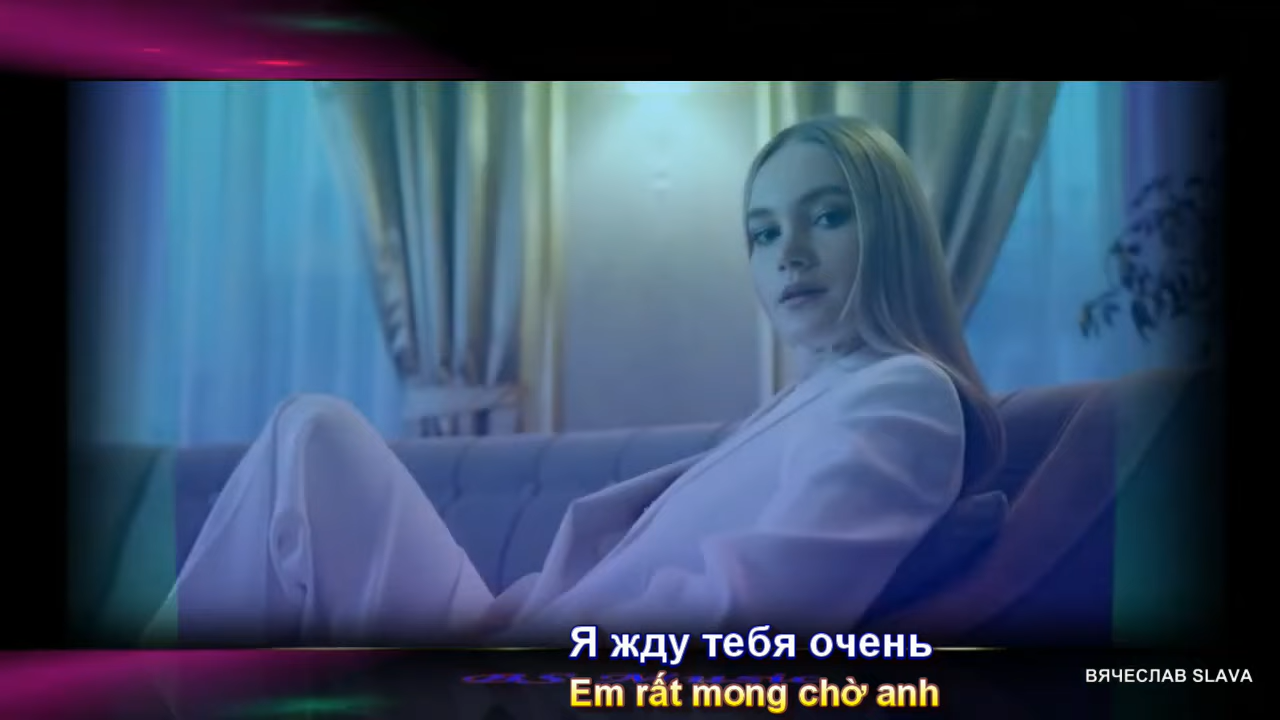 Я жду тебя очень
Em rất mong chờ anh
ВЯЧЕСЛАВ SLAVA